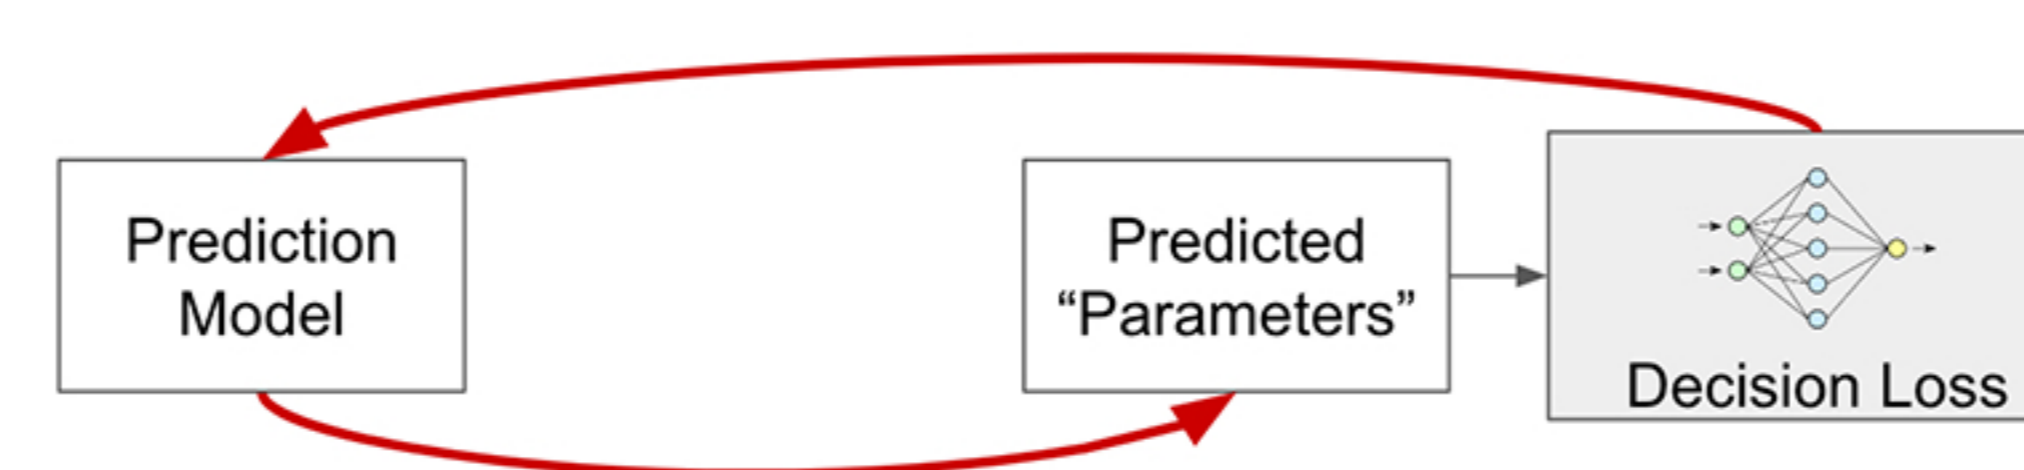 Prediction
Model
Predicted
“Parameters”
Decision Loss